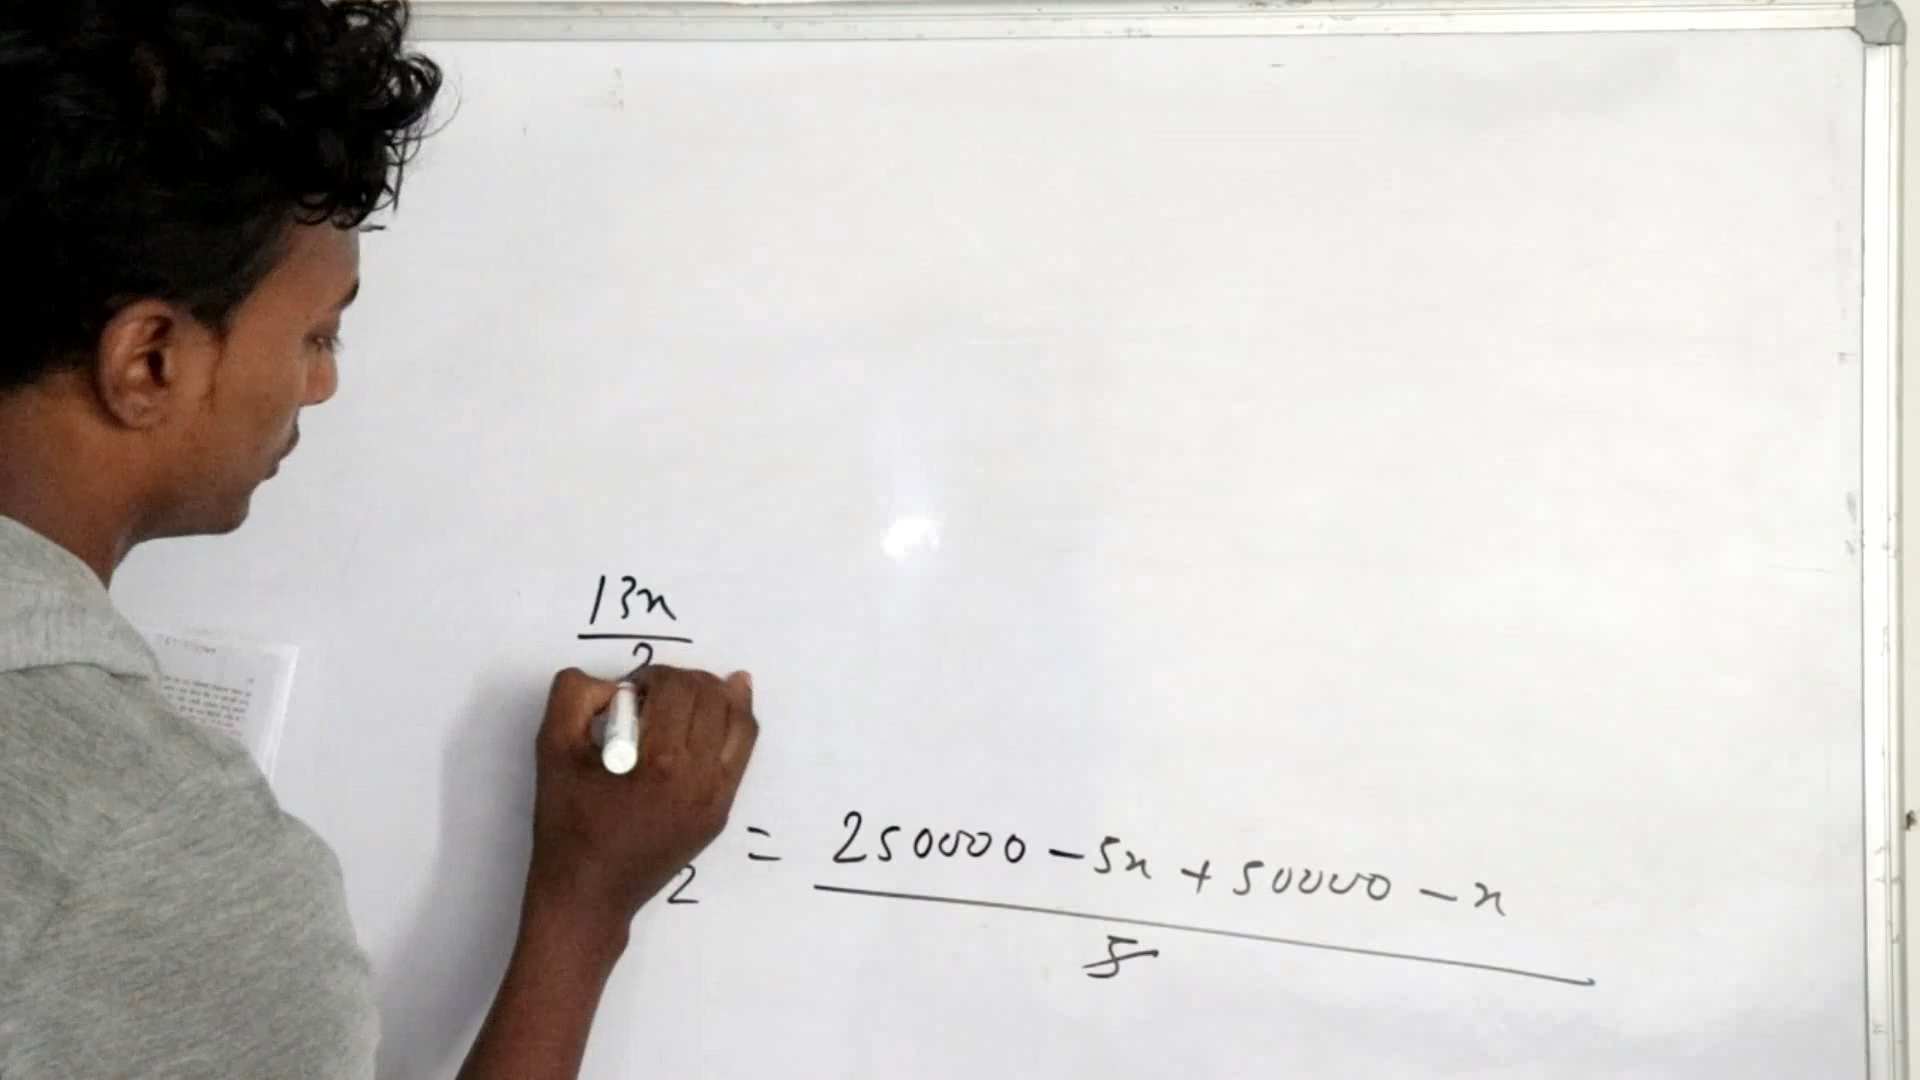 13x
2
2 = 250000 - 5x + 50000 - x
5